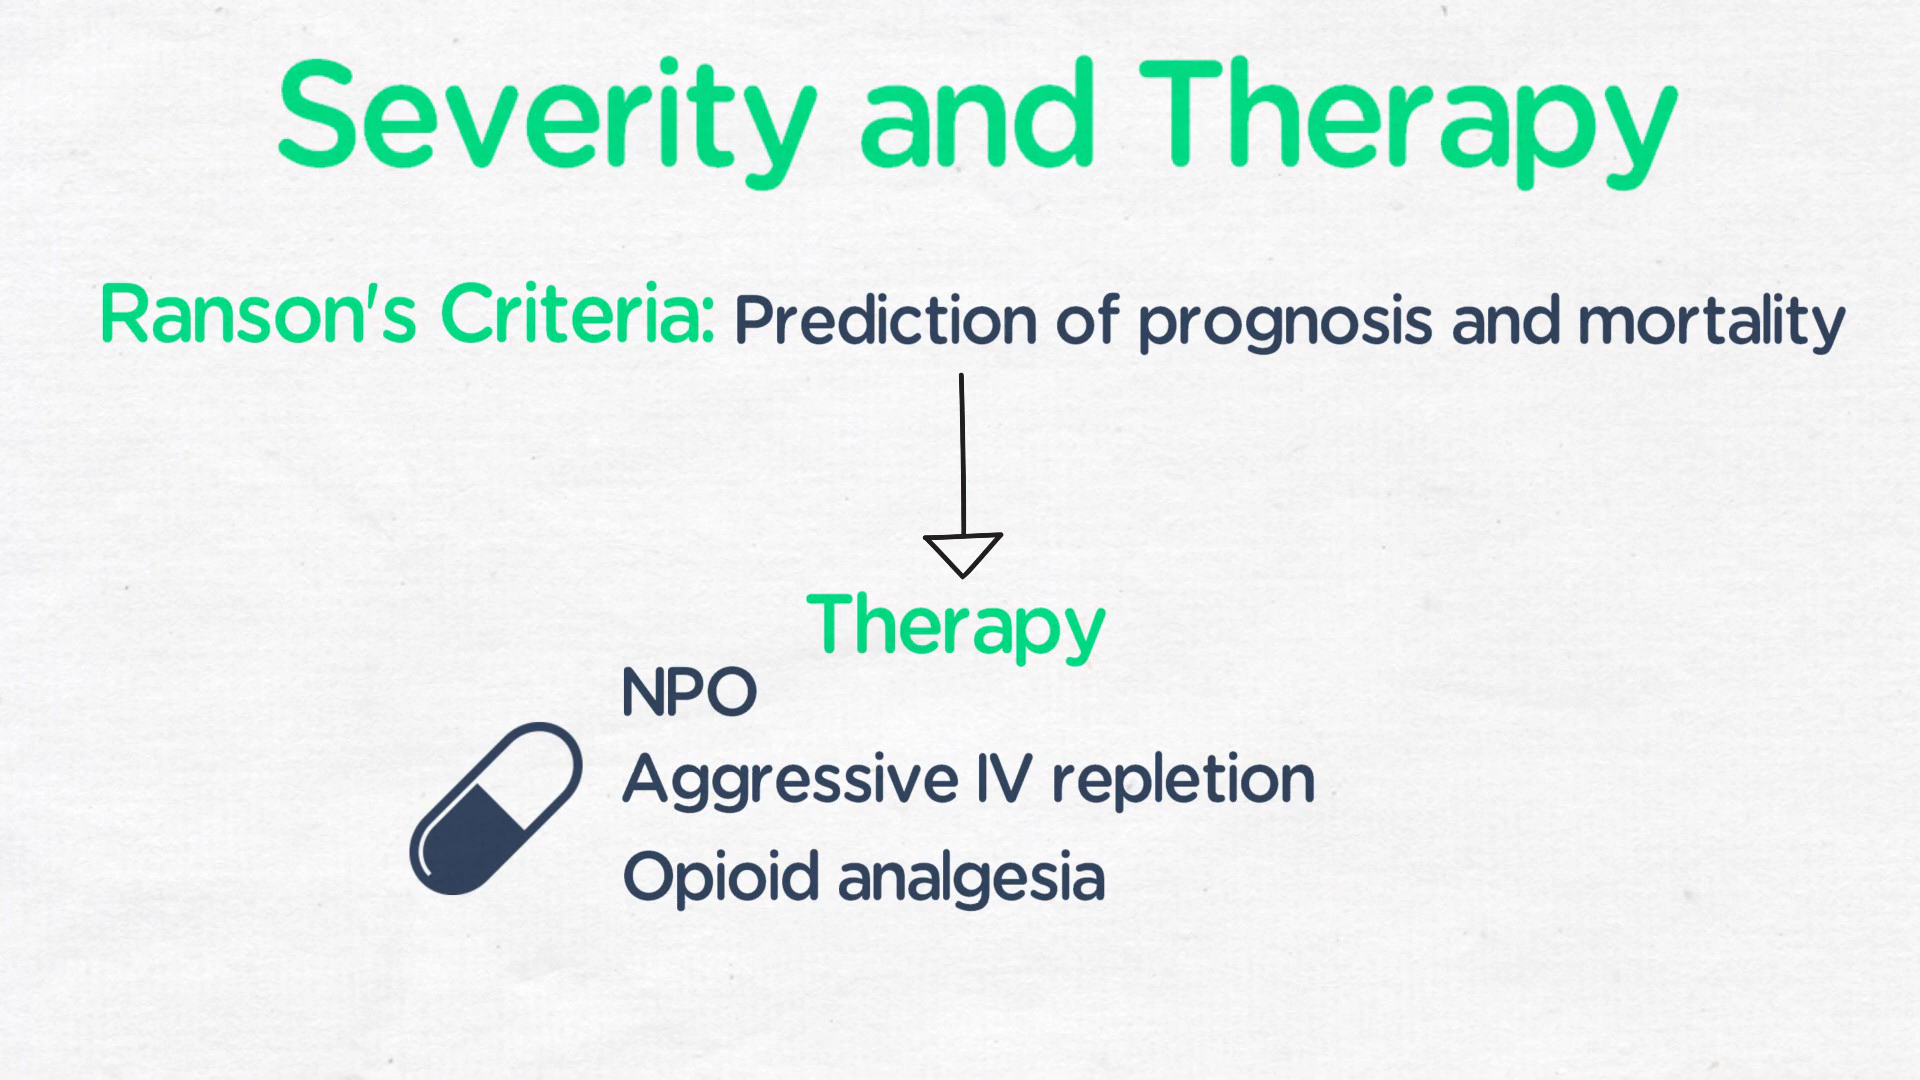 Severity and Therapy
Ranson's Criteria: Prediction of prognosis and mortality
Therapy
NPO
Aggressive IV repletion
Opioid analgesia